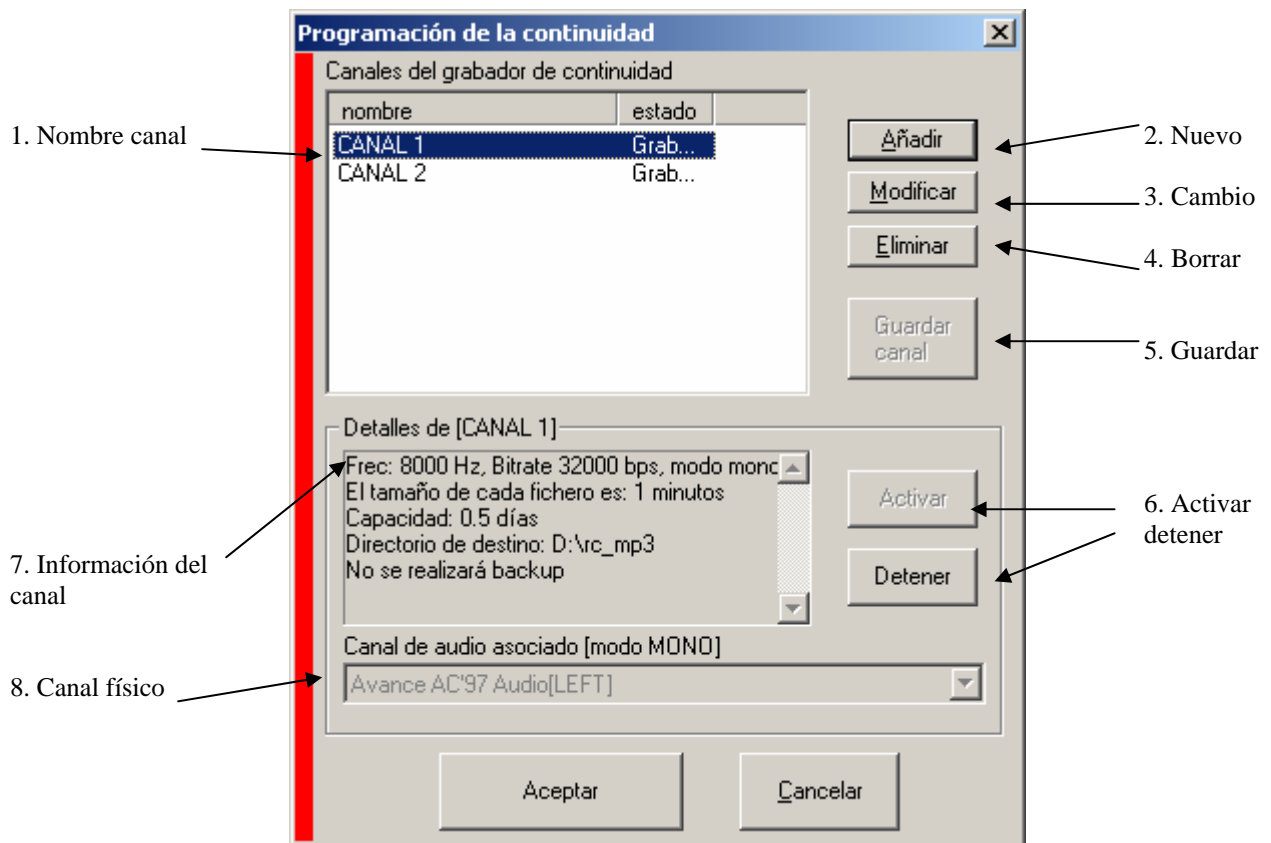 Programación de la continuidad
Canales del grabador de continuidad
nombre estado
CANAL 1 Grab...
CANAL 2 Grab...
Añadir
Modificar
Eliminar
Guardar
canal
1. Nombre canal
2. Nuevo
3. Cambio
4. Borrar
5. Guardar
Detalles de [CANAL 1]
Frec: 8000 Hz, Bitrate 32000 bps, modo mono
El tamaño de cada fichero es: 1 minutos
Capacidad: 0.5 días
Directorio de destino: D:\rc_mp3
No se realizará backup
Activar
Detener
6. Activar
detener
7. Información del
canal
Canal de audio asociado [modo MONO]
Avance AC'97 Audio[LEFT]
8. Canal físico
Aceptar
Cancelar